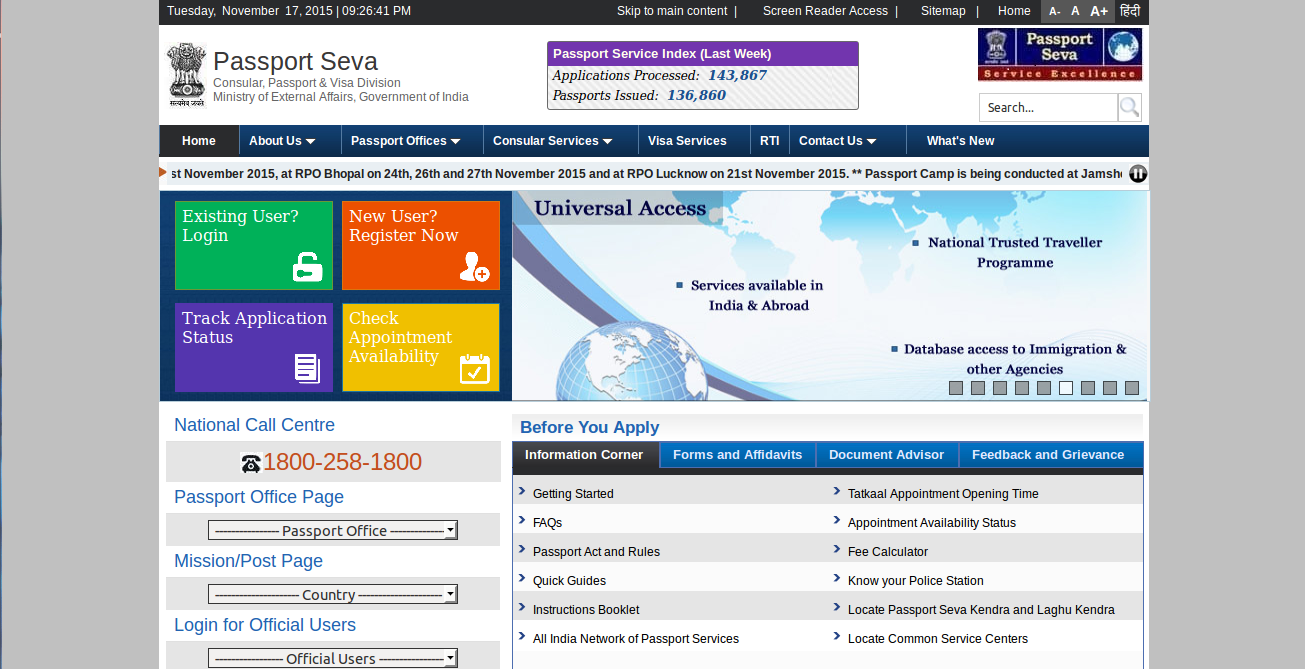 Tuesday, November 17, 2015 | 09:26:41 PM
Skip to main content |
Screen Reader Access |
Sitemap |
Home
A- A A+ हिंदी
सत्यमेव जयते
Passport Seva
Consular, Passport & Visa Division
Ministry of External Affairs, Government of India
Passport Service Index (Last Week)
Applications Processed: 143,867
Passports Issued: 136,860
Passport
Seva
Service Excellence
Search...
Home
About Us
Passport Offices
Consular Services
Visa Services
RTI
Contact Us
What's New
st November 2015, at RPO Bhopal on 24th, 26th and 27th November 2015 and at RPO Lucknow on 21st November 2015. ** Passport Camp is being conducted at Jamshe
Existing User?
Login
New User?
Register Now
Track Application
Status
Check
Appointment
Availability
Universal Access
National Trusted Traveller
Programme
Services available in
India & Abroad
Database access to Immigration &
other Agencies
National Call Centre
1800-258-1800
Passport Office Page
---------------- Passport Office --------------
Mission/Post Page
--------------------- Country ---------------------
Login for Official Users
----------------- Official Users ----------------
Before You Apply
Information Corner
Forms and Affidavits
Document Advisor
Feedback and Grievance
Getting Started
Tatkaal Appointment Opening Time
FAQs
Appointment Availability Status
Passport Act and Rules
Fee Calculator
Quick Guides
Know your Police Station
Instructions Booklet
Locate Passport Seva Kendra and Laghu Kendra
All India Network of Passport Services
Locate Common Service Centers